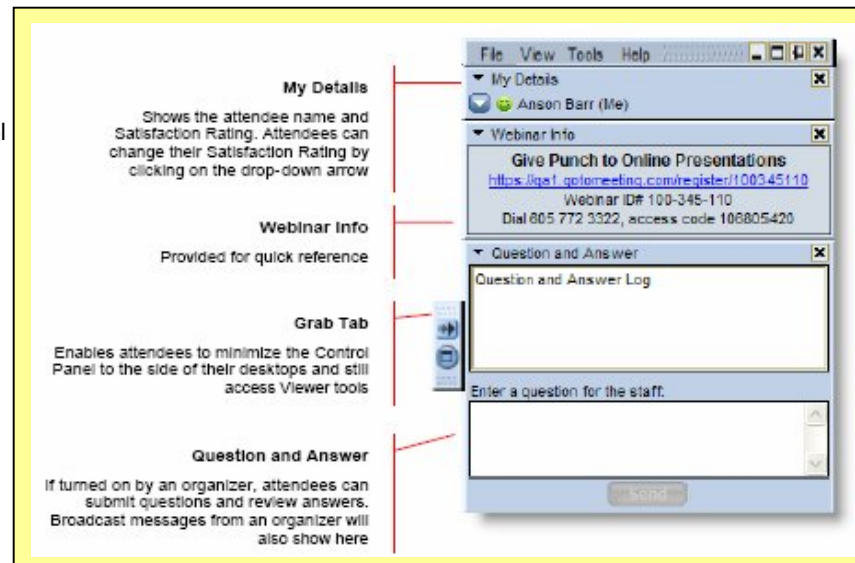 My Details
Shows the attendee name and
Satisfaction Rating. Attendees can
change their Satisfaction Rating by
clicking on the drop-down arrow
Webinar Info
Provided for quick reference
Grab Tab
Enables attendees to minimize the Control
Panel to the side of their desktops and still
access Viewer tools
Question and Answer
If turned on by an organizer, attendees can
submit questions and review answers.
Broadcast messages from an organizer will
also show here
File View Tools Help
My Details
Anson Barr (Me)
Webinar Info
Give Punch to Online Presentations
https://qa1.gotomeeting.com/register/100345110
Webinar ID# 100-345-110
Dial 605 772 3322, access code 106805420
Question and Answer
Question and Answer Log
Enter a question for the staff:
Send